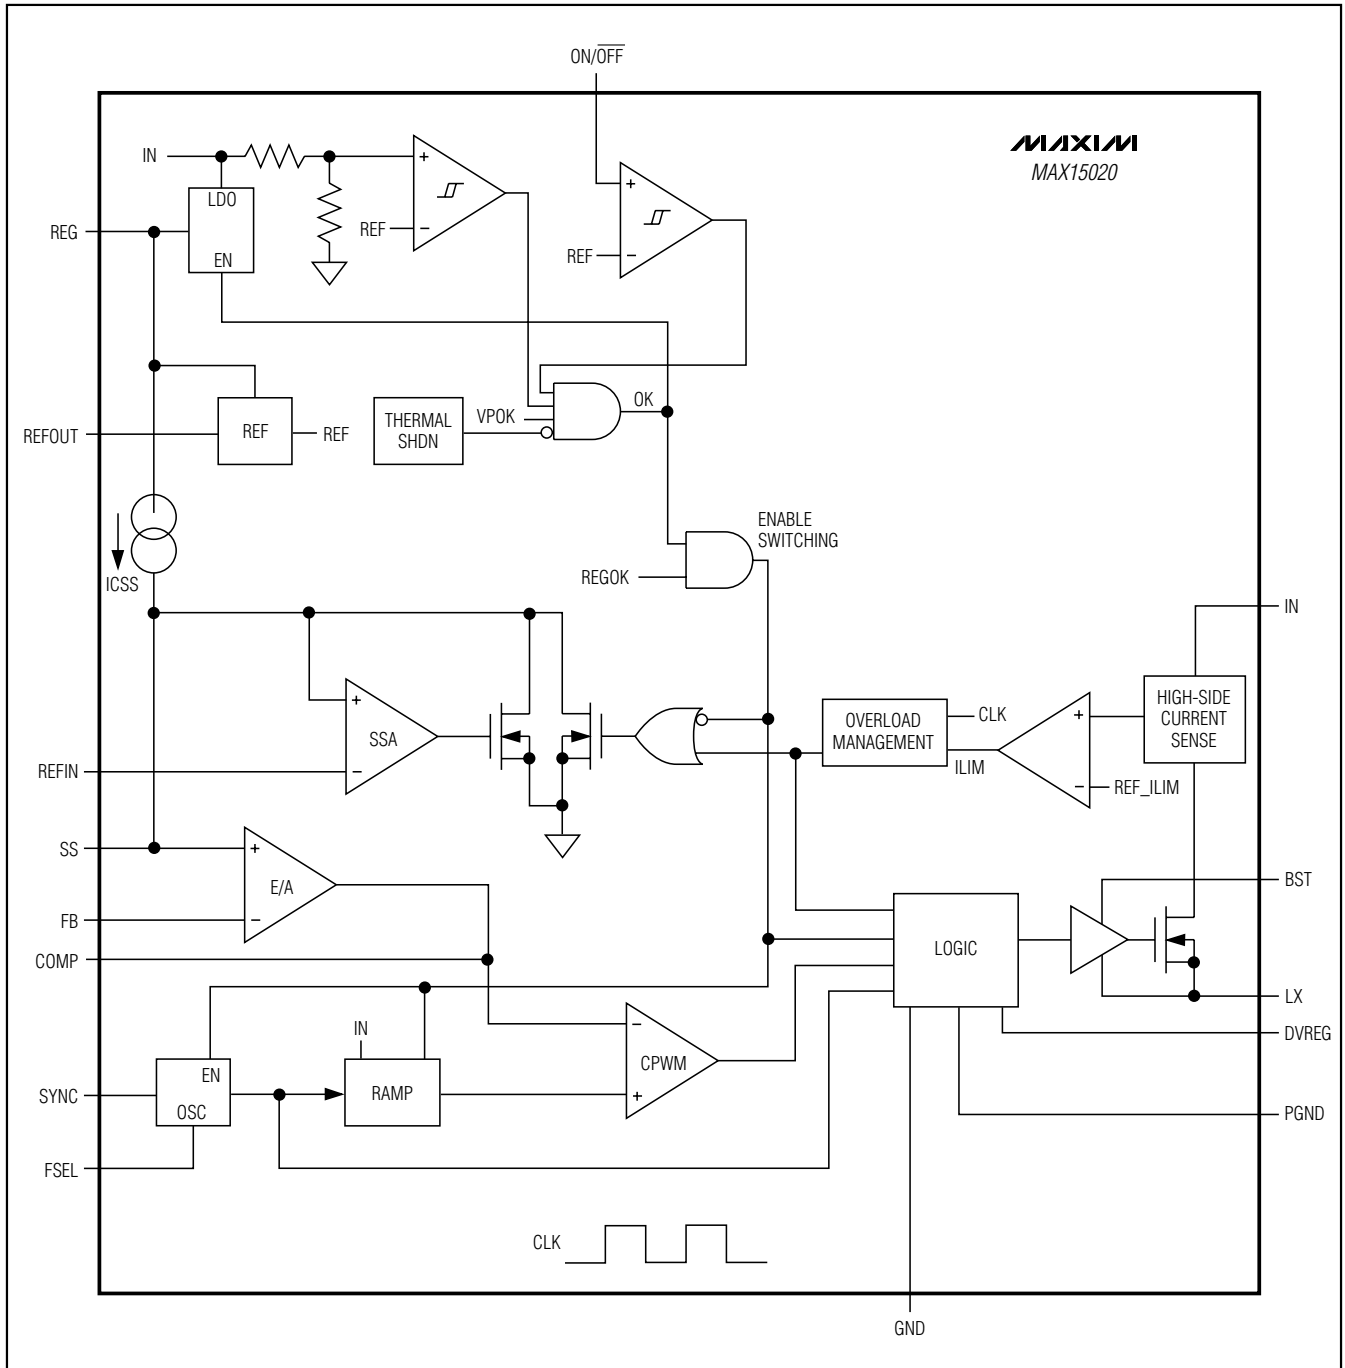 ON/OFF
MAXIM
MAX15020
IN
LDO
EN
REG
REF
+
−
REF
+
−
REFOUT
REF
REF
THERMAL
SHDN
VPOK
OK
ICSS
ENABLE
SWITCHING
REGOK
IN
HIGH-SIDE
CURRENT
SENSE
+
SSA
−
REFIN
OVERLOAD
MANAGEMENT
CLK
ILIM
+
−
REF_ILIM
SS
+
E/A
−
FB
COMP
BST
LOGIC
LX
DVREG
IN
EN
OSC
RAMP
−
CPWM
+
SYNC
FSEL
PGND
CLK
GND